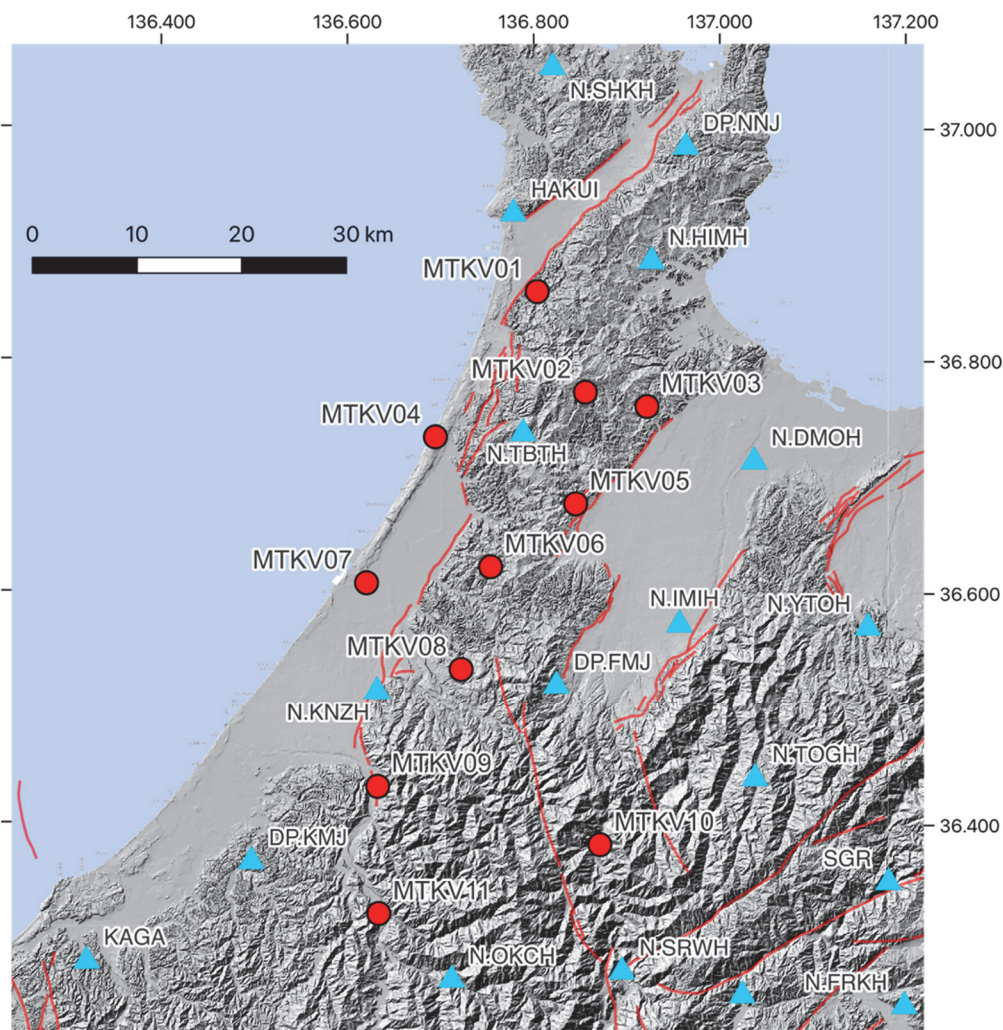 136.400 136.600 136.800 137.000 137.200
N.SHKH
DP.NNJ
37.000
HAKUI
0 10 20 30 km
N.HIMH
MTKV01
36.800
MTKV02
MTKV03
MTKV04
N.DMOH
N.TBTH
MTKV05
MTKV06
MTKV07
36.600
N.IMIH
N.YTOH
MTKV08
DP.FMJ
N.KNZH
N.TOGH
MTKV09
MTKV10
36.400
DP.KMJ
SGR
MTKV11
KAGA
N.SRWH
N.OKCH
N.FRKH